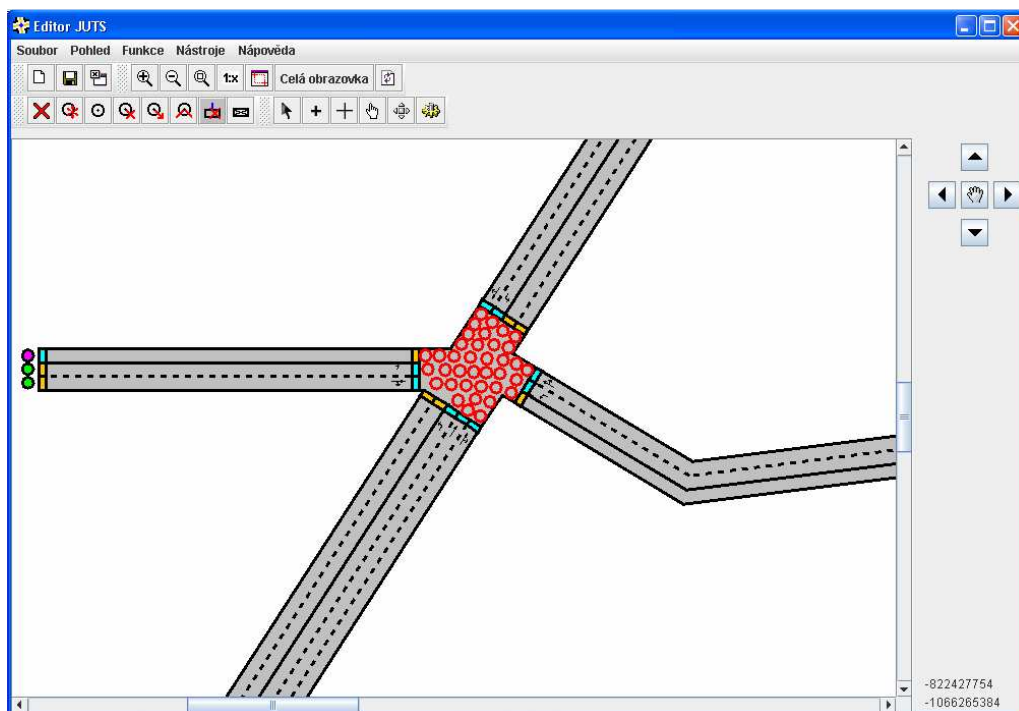 Editor JUTS
Soubor Pohled Funkce Nástroje Nápověda
1:x Celá obrazovka
-822427754
-1066265384